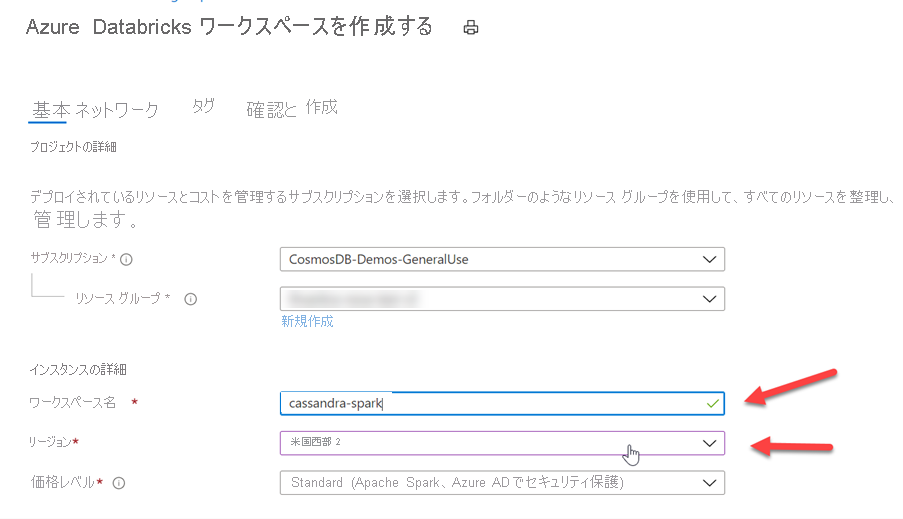 Azure Databricks ワークスペースを作成する
基本 ネットワーク タグ 確認と 作成
プロジェクトの詳細
デプロイされているリソースとコストを管理するサブスクリプションを選択します。フォルダーのようなリソース グループを使用して、すべてのリソースを整理し、
管理します。
サブスクリプション * CosmosDB-Demos-GeneralUse
リソース グループ *
新規作成
インスタンスの詳細
ワークスペース名 * cassandra-spark
リージョン* 米国西部 2
価格レベル* Standard (Apache Spark、Azure ADでセキュリティ保護)